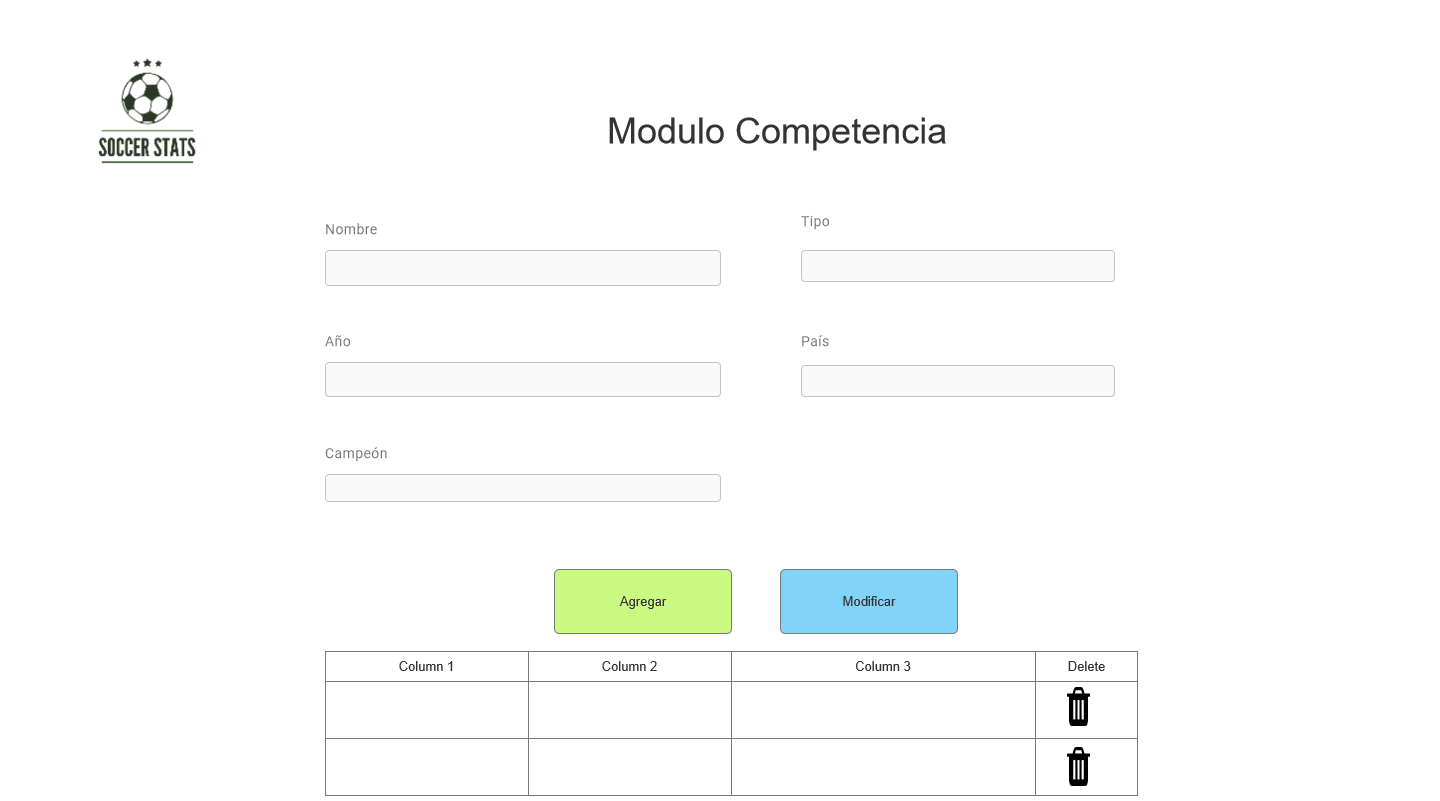 SOCCER STATS
Modulo Competencia
Nombre
Tipo
Año
País
Campeón
Agregar
Modificar
Column 1
Column 2
Column 3
Delete